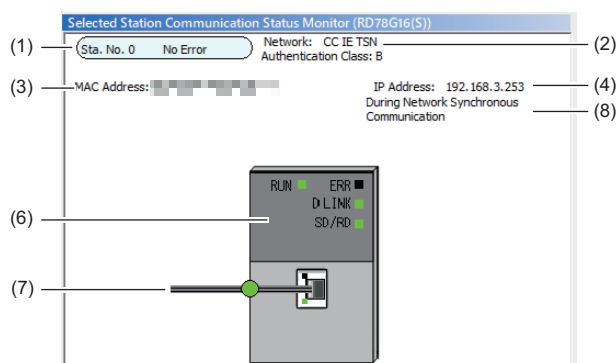 Selected Station Communication Status Monitor (RD78G16(S))
(1)
Sta. No. 0 No Error
Network: CC IE TSN
Authentication Class: B
(2)
(3)
MAC Address:
IP Address: 192.168.3.253
(4)
During Network Synchronous
Communication
(8)
RUN ERR
D LINK
SD/RD
(6)
(7)